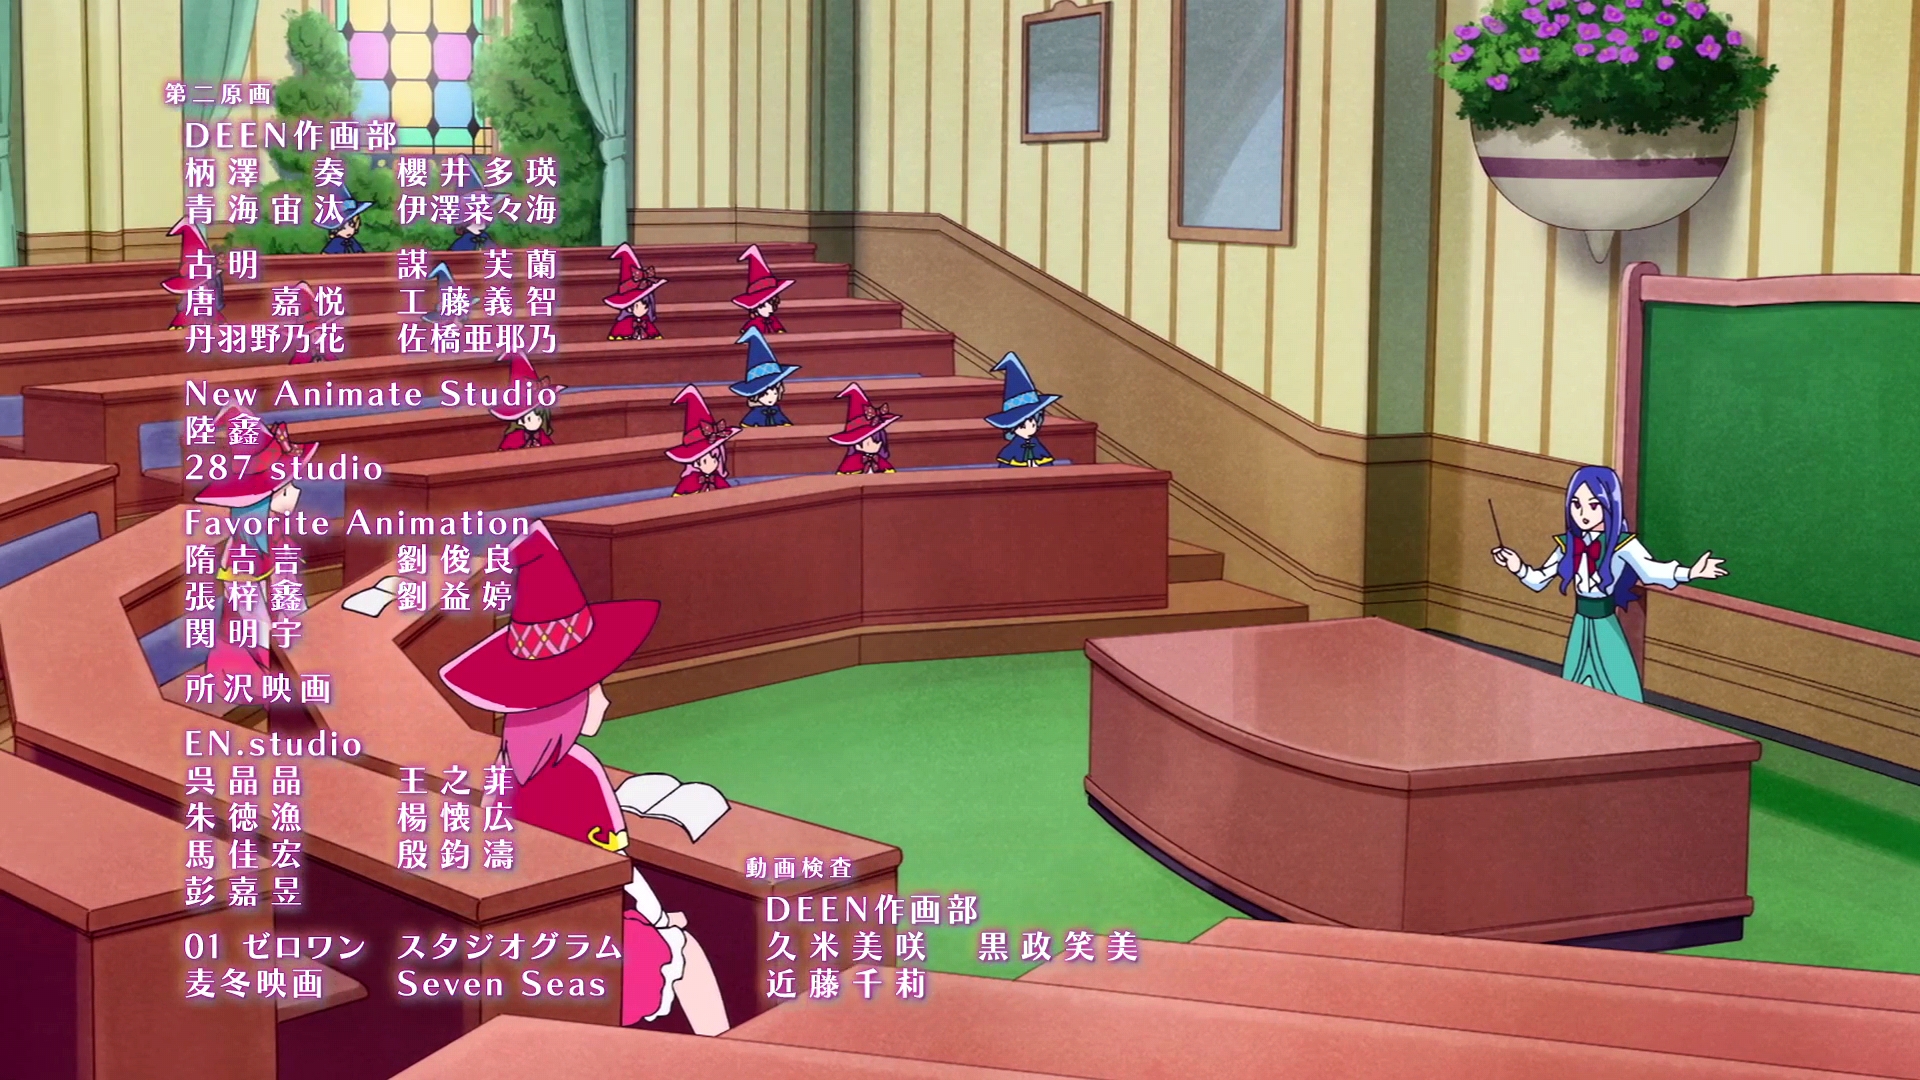 第二原画
DEEN作画部
柄澤 奏 櫻井多瑛
青海宙汰 伊澤菜々海
古明 謀 芙蘭
唐 嘉悦 工藤義智
丹羽野乃花 佐橋亜耶乃
New Animate Studio
陸鑫
287 studio
Favorite Animation
隋吉言 劉俊良
張梓鑫 劉益婷
関明宇
所沢映画
EN.studio
呉晶晶 王之菲
朱徳漁 楊懐広
馬佳宏 殷鈞濤
彭嘉昱
01 ゼロワン スタジオグラム
麦冬映画 Seven Seas
動画検査
DEEN作画部
久米美咲 黒政笑美
近藤千莉